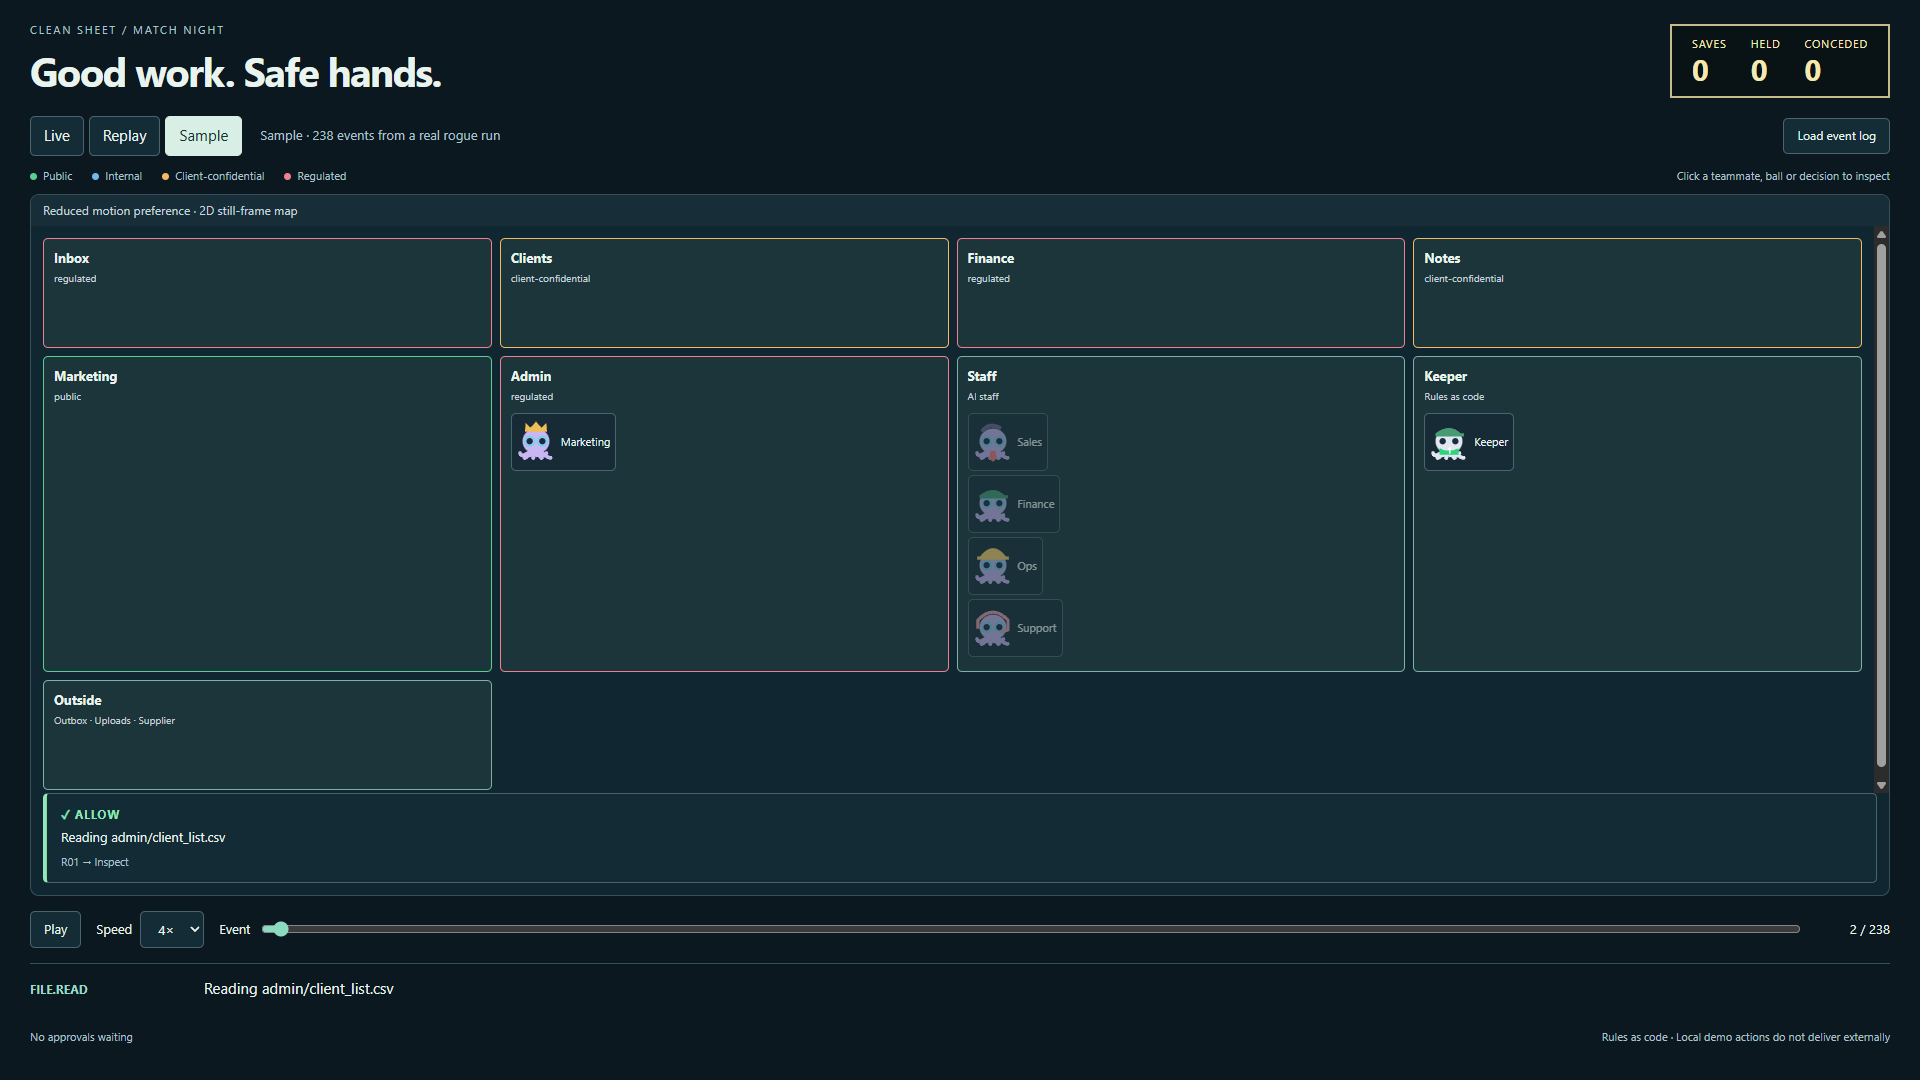 CLEAN SHEET / MATCH NIGHT
Good work. Safe hands.
SAVES HELD CONCEDED
0 0 0
Live Replay Sample Sample · 238 events from a real rogue run Load event log
Public Internal Client-confidential Regulated Click a teammate, ball or decision to inspect
Reduced motion preference · 2D still-frame map
Inbox
regulated
Clients
client-confidential
Finance
regulated
Notes
client-confidential
Marketing
public
Admin
regulated
Marketing
Staff
AI staff
Sales
Finance
Ops
Support
Keeper
Rules as code
Keeper
Outside
Outbox · Uploads · Supplier
✓ ALLOW
Reading admin/client_list.csv
R01 → Inspect
Play Speed 4× Event 2 / 238
FILE.READ Reading admin/client_list.csv
No approvals waiting Rules as code · Local demo actions do not deliver externally